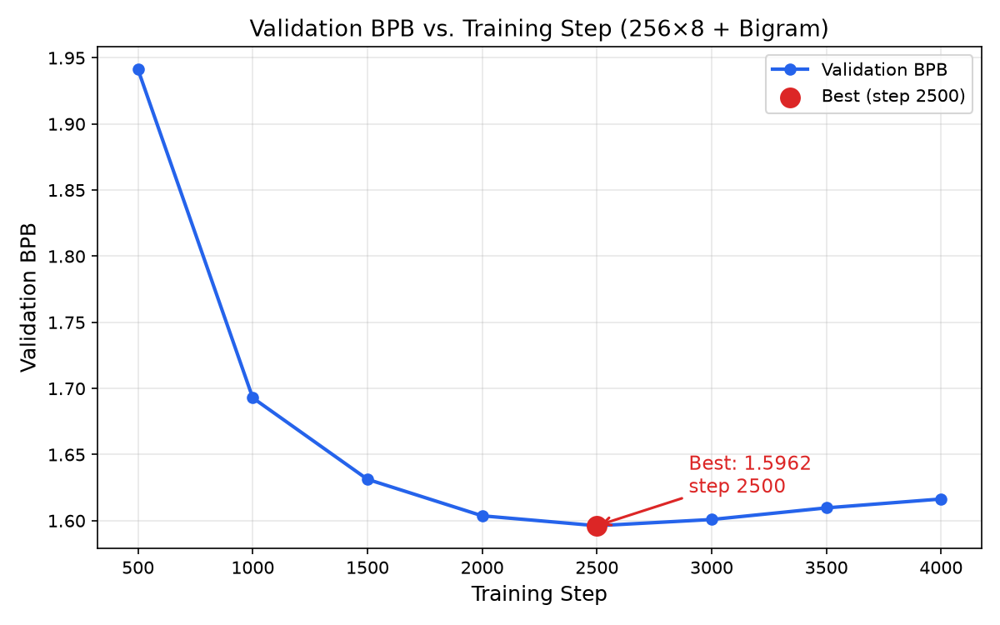 Validation BPB vs. Training Step (256×8 + Bigram)
Validation BPB
Best (step 2500)
Validation BPB
1.95
1.90
1.85
1.80
1.75
1.70
1.65
1.60
Best: 1.5962
step 2500
500 1000 1500 2000 2500 3000 3500 4000
Training Step